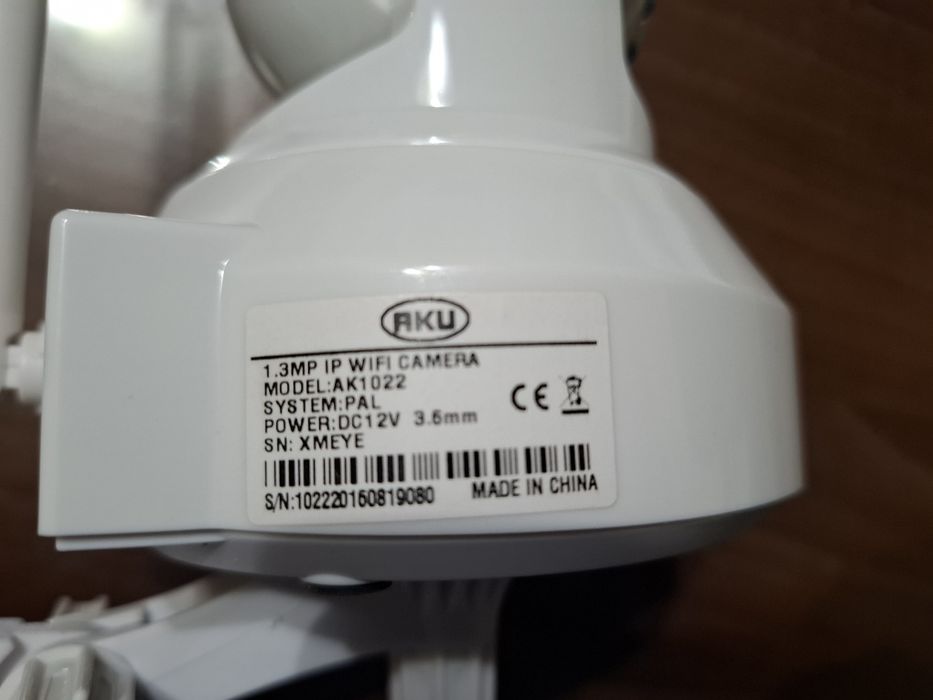 AKU
1.3MP IP WIFI CAMERA
MODEL:AK1022
SYSTEM:PAL
POWER:DC12V 3.6mm
SN: XMEYE
CE
S/N:102220160819080 MADE IN CHINA